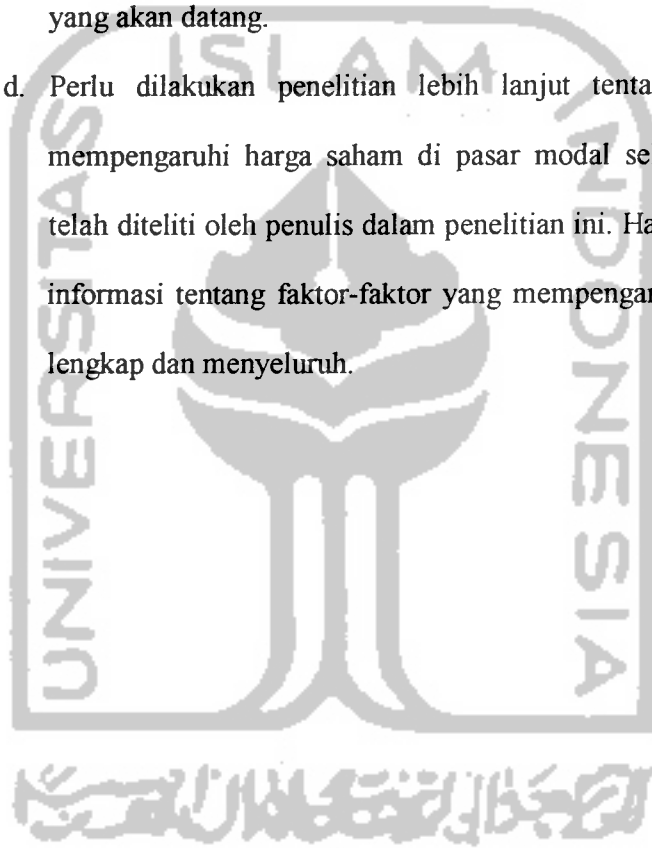 yang akan datang.
d. Perlu dilakukan penelitian lebih lanjut tenta
mempengaruhi harga saham di pasar modal se
telah diteliti oleh penulis dalam penelitian ini. Ha
informasi tentang faktor-faktor yang mempengar
lengkap dan menyeluruh.
ISLAM
UNIVERSITAS
INDONESIA